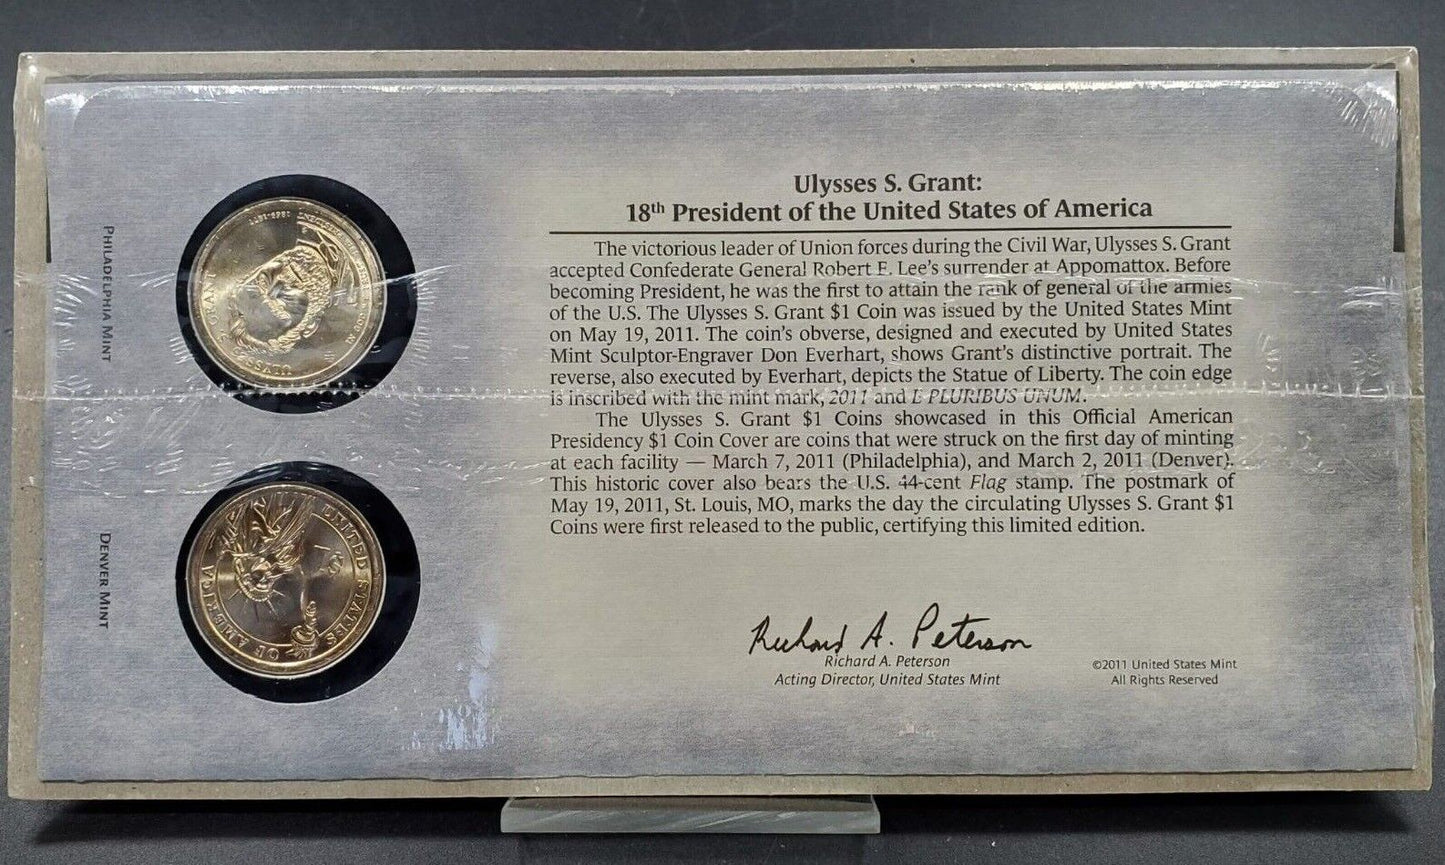 Ulysses S. Grant:
18th President of the United States of America
The victorious leader of Union forces during the Civil War, Ulysses S. Grant
accepted Confederate General Robert E. Lee's surrender at Appomattox. Before
becoming President, he was the first to attain the rank of general of the armies
of the U.S. The Ulysses S. Grant $1 Coin was issued by the United States Mint
on May 19, 2011. The coin's obverse, designed and executed by United States
Mint Sculptor-Engraver Don Everhart, shows Grant's distinctive portrait. The
reverse, also executed by Everhart, depicts the Statue of Liberty. The coin edge
is inscribed with the mint mark, 2011 and E PLURIBUS UNUM.
The Ulysses S. Grant $1 Coins showcased in this Official American
Presidency $1 Coin Cover are coins that were struck on the first day of minting
at each facility — March 7, 2011 (Philadelphia), and March 2, 2011 (Denver).
This historic cover also bears the U.S. 44-cent Flag stamp. The postmark of
May 19, 2011, St. Louis, MO, marks the day the circulating Ulysses S. Grant $1
Coins were first released to the public, certifying this limited edition.
Richard A. Peterson
Richard A. Peterson
Acting Director, United States Mint
©2011 United States Mint
All Rights Reserved
PHILADELPHIA MINT
DENVER MINT
ULYSSES S. GRANT
1869-1877
UNITED STATES OF AMERICA
$1